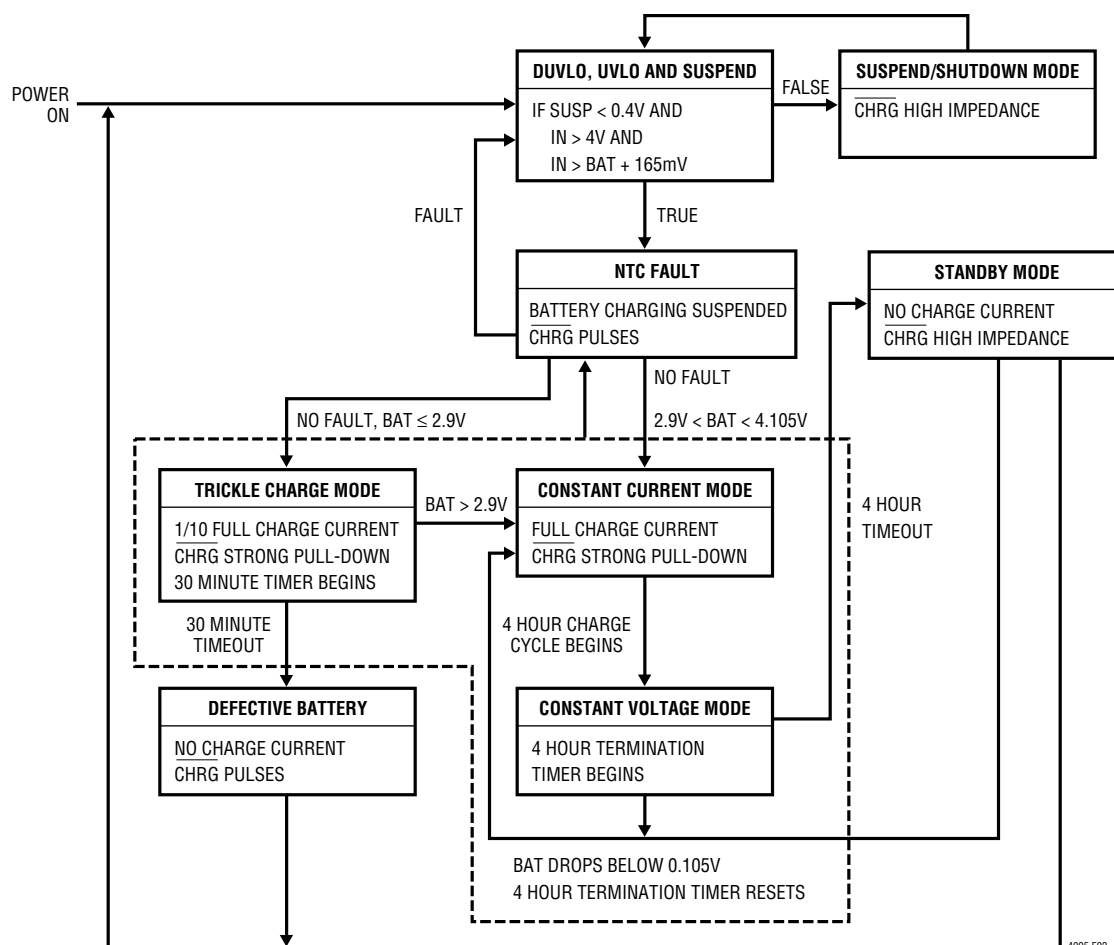 DUVLO, UVLO AND SUSPEND
IF SUSP < 0.4V AND
IN > 4V AND
IN > BAT + 165mV
SUSPEND/SHUTDOWN MODE
CHRG HIGH IMPEDANCE
POWER
ON
FALSE
FAULT
TRUE
NTC FAULT
BATTERY CHARGING SUSPENDED
CHRG PULSES
STANDBY MODE
NO CHARGE CURRENT
CHRG HIGH IMPEDANCE
NO FAULT
NO FAULT, BAT ≤ 2.9V
2.9V < BAT < 4.105V
TRICKLE CHARGE MODE
1/10 FULL CHARGE CURRENT
CHRG STRONG PULL-DOWN
30 MINUTE TIMER BEGINS
BAT > 2.9V
CONSTANT CURRENT MODE
FULL CHARGE CURRENT
CHRG STRONG PULL-DOWN
4 HOUR
TIMEOUT
30 MINUTE
TIMEOUT
4 HOUR CHARGE
CYCLE BEGINS
DEFECTIVE BATTERY
NO CHARGE CURRENT
CHRG PULSES
CONSTANT VOLTAGE MODE
4 HOUR TERMINATION
TIMER BEGINS
BAT DROPS BELOW 0.105V
4 HOUR TERMINATION TIMER RESETS